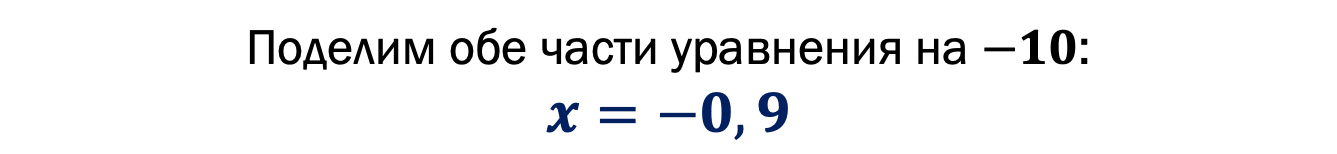 Поделим обе части уравнения на −10:
x = −0,9